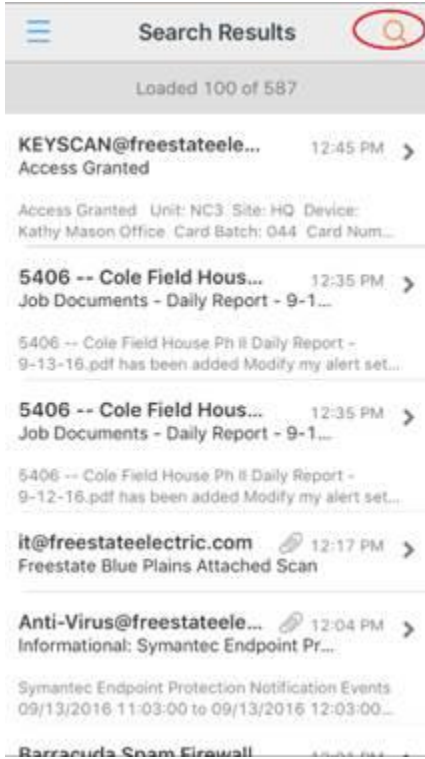 Search Results
Loaded 100 of 587
KEYSCAN@freestateele... 12:45 PM
Access Granted
Access Granted Unit: NC3 Site: HQ Device:
Kathy Mason Office Card Batch: 044 Card Num...
5406 -- Cole Field Hous... 12:35 PM
Job Documents - Daily Report - 9-1...
5406 -- Cole Field House Ph II Daily Report -
9-13-16.pdf has been added Modify my alert set...
5406 -- Cole Field Hous... 12:35 PM
Job Documents - Daily Report - 9-1...
5406 -- Cole Field House Ph II Daily Report -
9-12-16.pdf has been added Modify my alert set...
it@freestateelectric.com 12:17 PM
Freestate Blue Plains Attached Scan
Anti-Virus@freestateele... 12:04 PM
Informational: Symantec Endpoint Pr...
Symantec Endpoint Protection Notification Events
09/13/2016 11:03:00 to 09/13/2016 12:03:00...
Barracuda Spam Firewall 12:01 PM